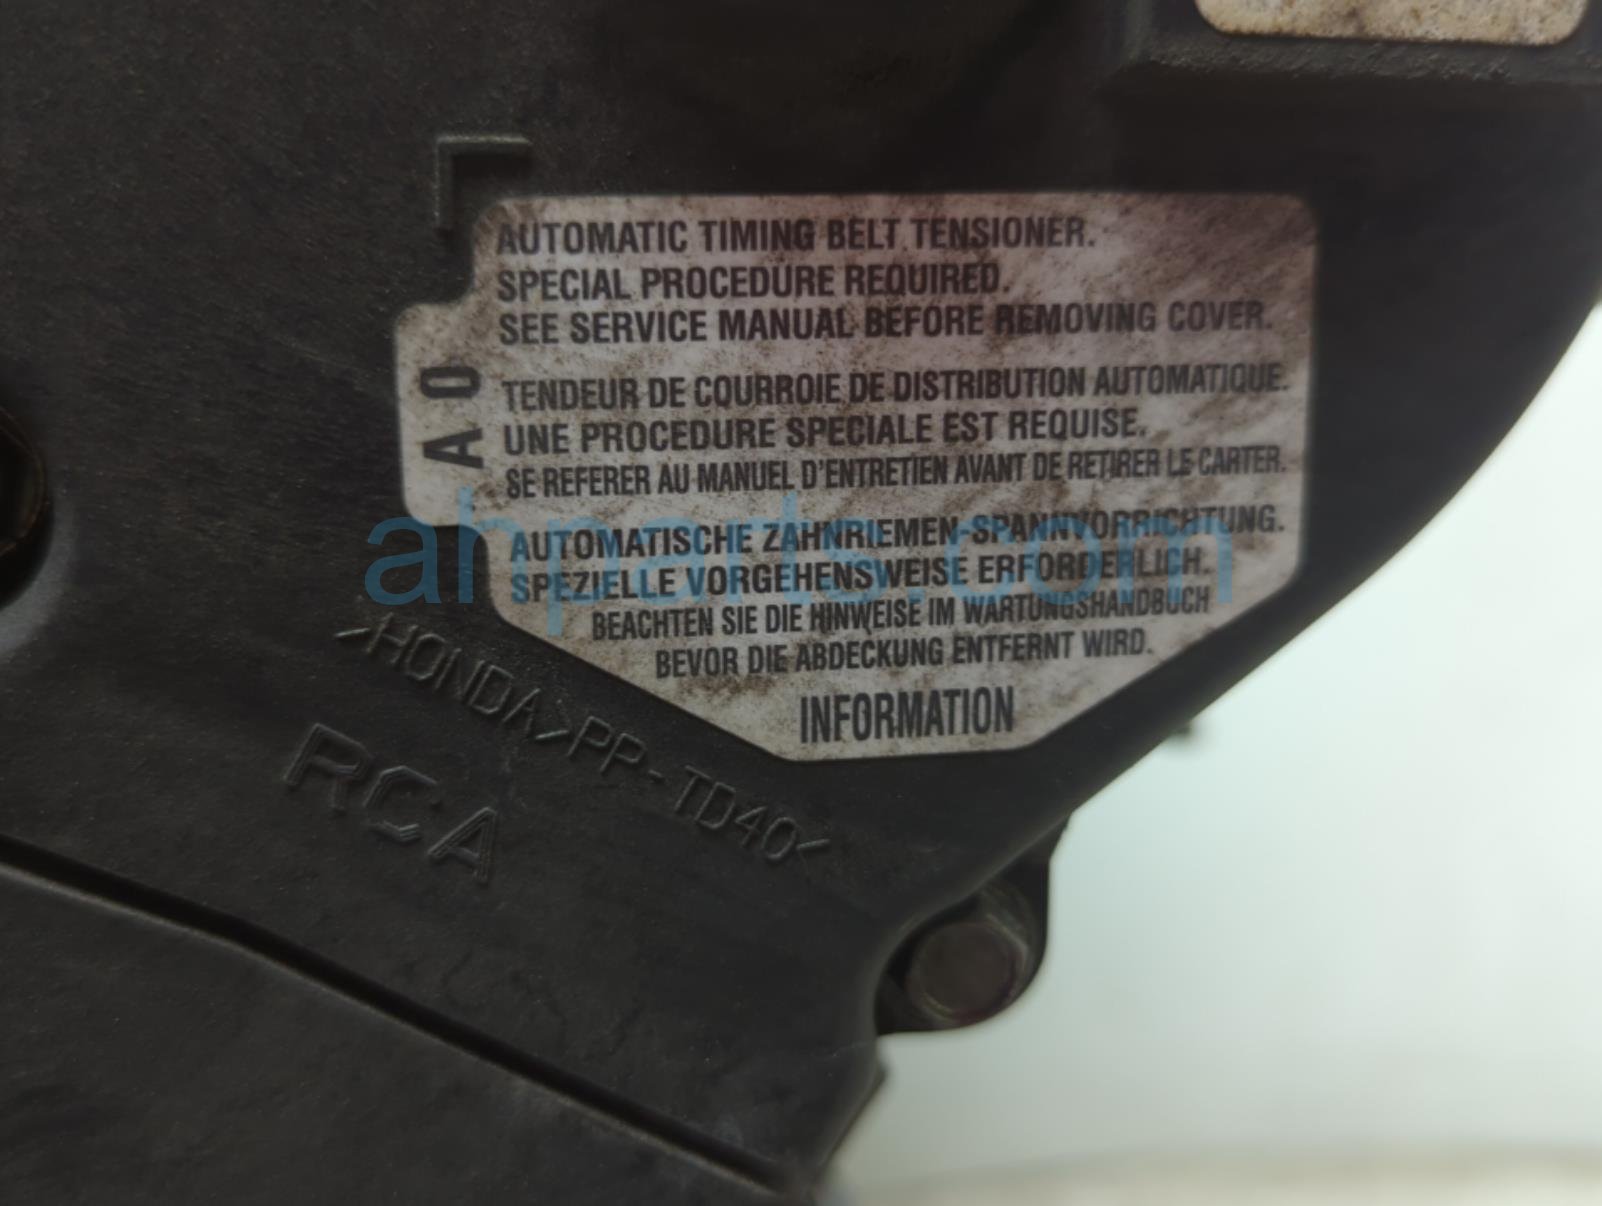 AUTOMATIC TIMING BELT TENSIONER.
SPECIAL PROCEDURE REQUIRED.
SEE SERVICE MANUAL BEFORE REMOVING COVER.
A0
TENDEUR DE COURROIE DE DISTRIBUTION AUTOMATIQUE.
UNE PROCEDURE SPECIALE EST REQUISE.
SE REFERER AU MANUEL D'ENTRETIEN AVANT DE RETIRER LE CARTER.
AUTOMATISCHE ZAHNRIEMEN-SPANNVORRICHTUNG.
SPEZIELLE VORGEHENSWEISE ERFORDERLICH.
BEACHTEN SIE DIE HINWEISE IM WARTUNGSHANDBUCH
BEVOR DIE ABDECKUNG ENTFERNT WIRD.
INFORMATION
ahparts.com
>HONDA>PP-TD40<
RCA